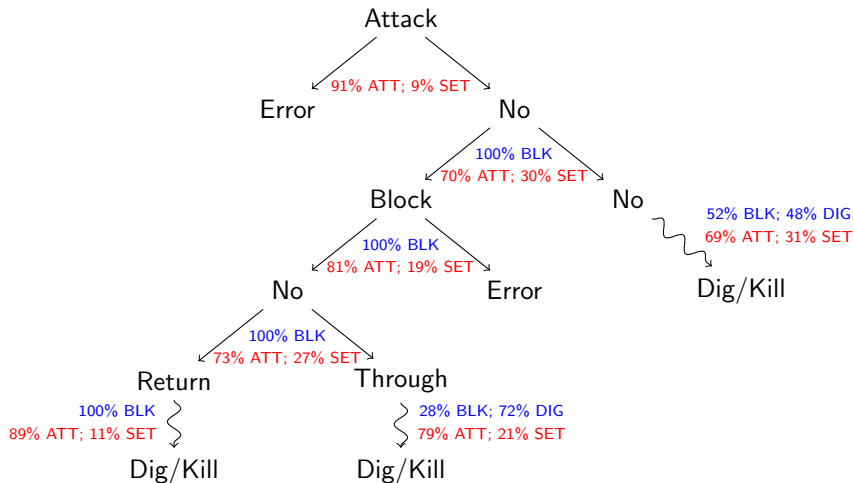 Attack
91% ATT; 9% SET
Error
No
100% BLK
70% ATT; 30% SET
Block
No
52% BLK; 48% DIG
69% ATT; 31% SET
100% BLK
81% ATT; 19% SET
No
Error
Dig/Kill
100% BLK
73% ATT; 27% SET
Return
Through
100% BLK
89% ATT; 11% SET
28% BLK; 72% DIG
79% ATT; 21% SET
Dig/Kill
Dig/Kill